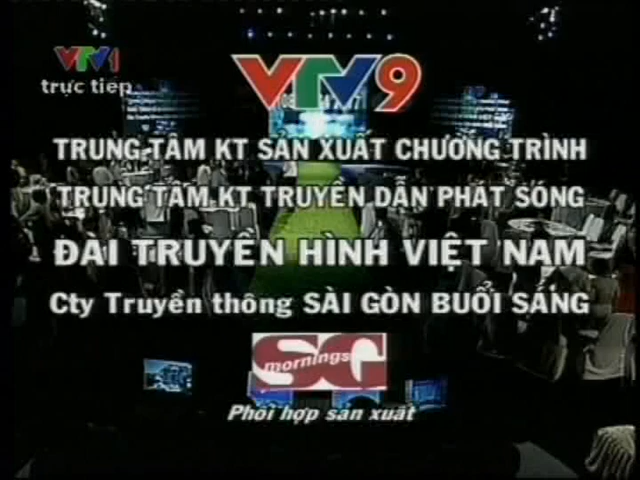 VTV1
trực tiếp
VTV9
TRUNG TÂM KT SẢN XUẤT CHƯƠNG TRÌNH
TRUNG TÂM KT TRUYỀN DẪN PHÁT SÓNG
ĐÀI TRUYỀN HÌNH VIỆT NAM
Cty Truyền thông SÀI GÒN BUỔI SÁNG
SG
mornings
Phối hợp sản xuất